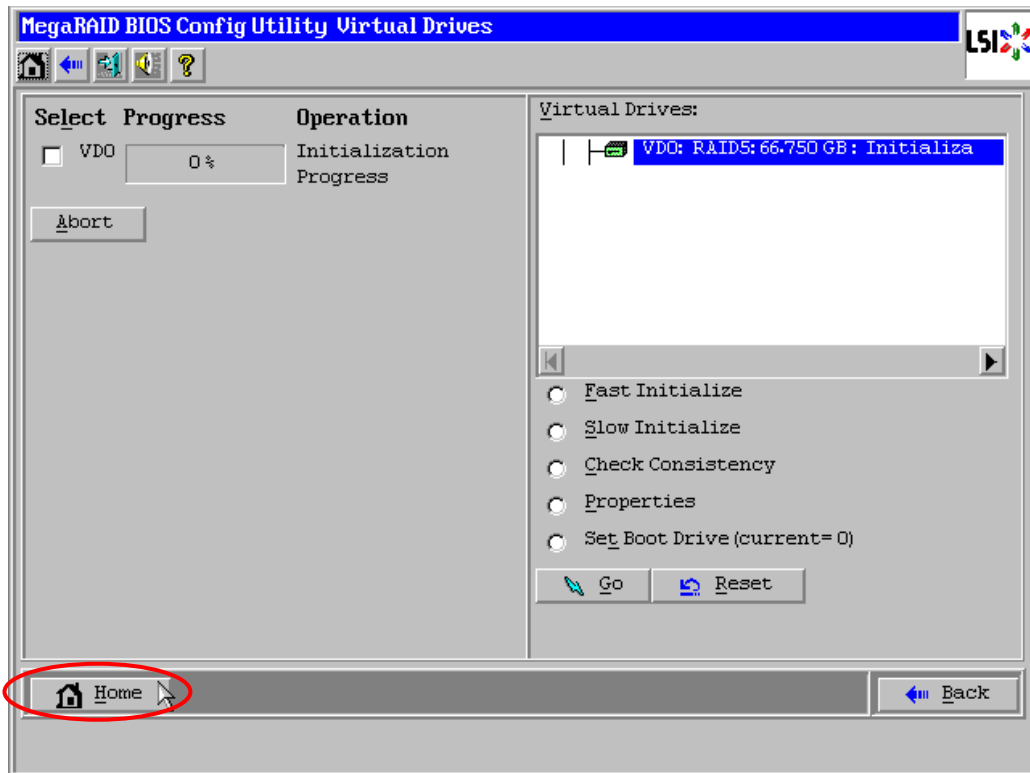 MegaRAID BIOS Config Utility Virtual Drives
LSI
Select Progress Operation
VD0 0 % Initialization
Progress
Abort
Virtual Drives:
VD0: RAID5: 66.750 GB: Initializa
Fast Initialize
Slow Initialize
Check Consistency
Properties
Set Boot Drive (current= 0)
Go Reset
Home Back